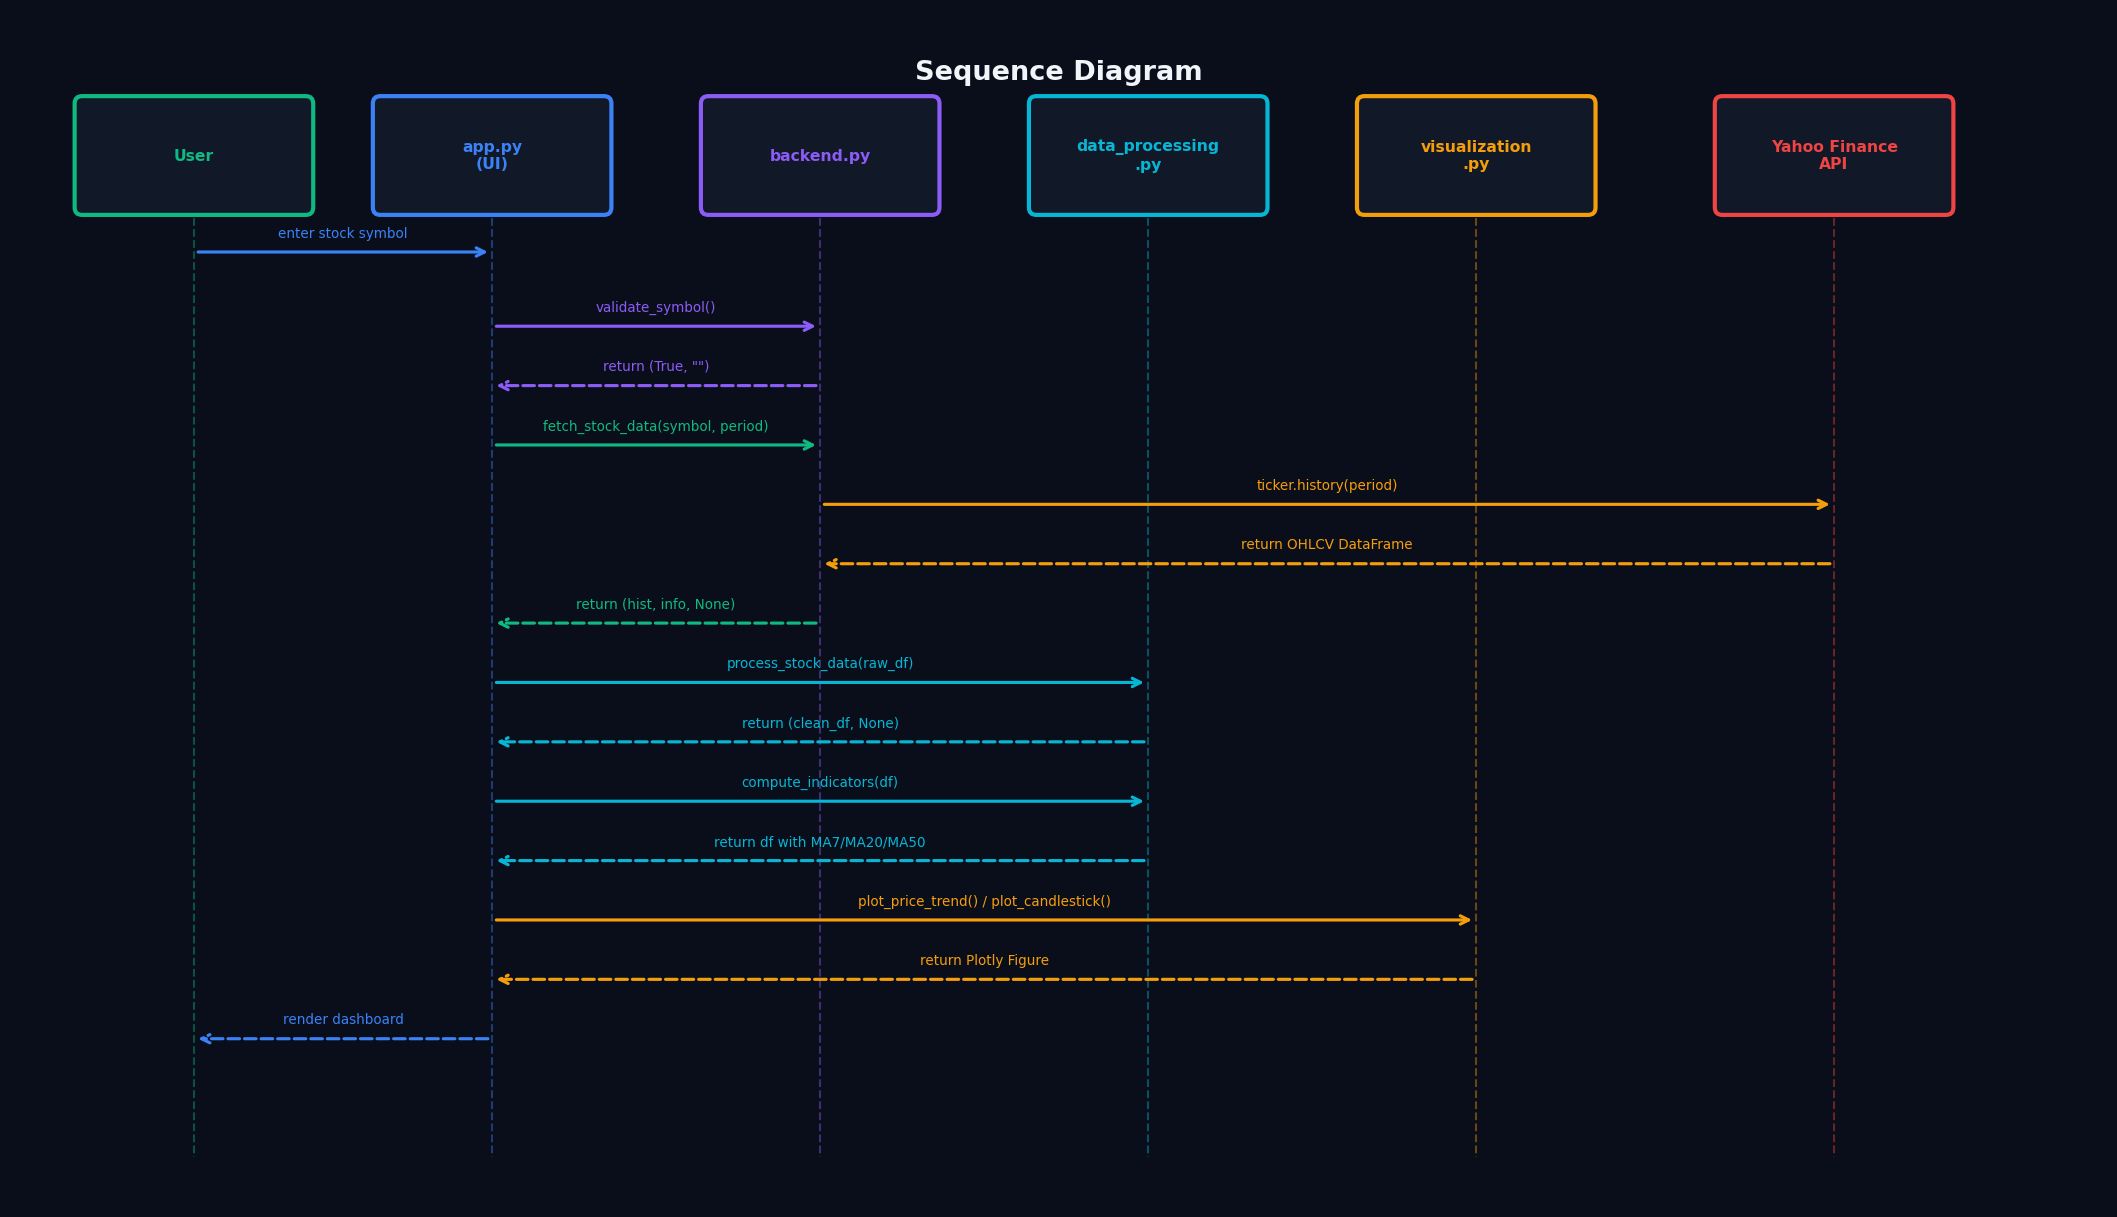 Sequence Diagram
User
app.py
(UI)
backend.py
data_processing
.py
visualization
.py
Yahoo Finance
API
enter stock symbol
validate_symbol()
return (True, "")
fetch_stock_data(symbol, period)
ticker.history(period)
return OHLCV DataFrame
return (hist, info, None)
process_stock_data(raw_df)
return (clean_df, None)
compute_indicators(df)
return df with MA7/MA20/MA50
plot_price_trend() / plot_candlestick()
return Plotly Figure
render dashboard